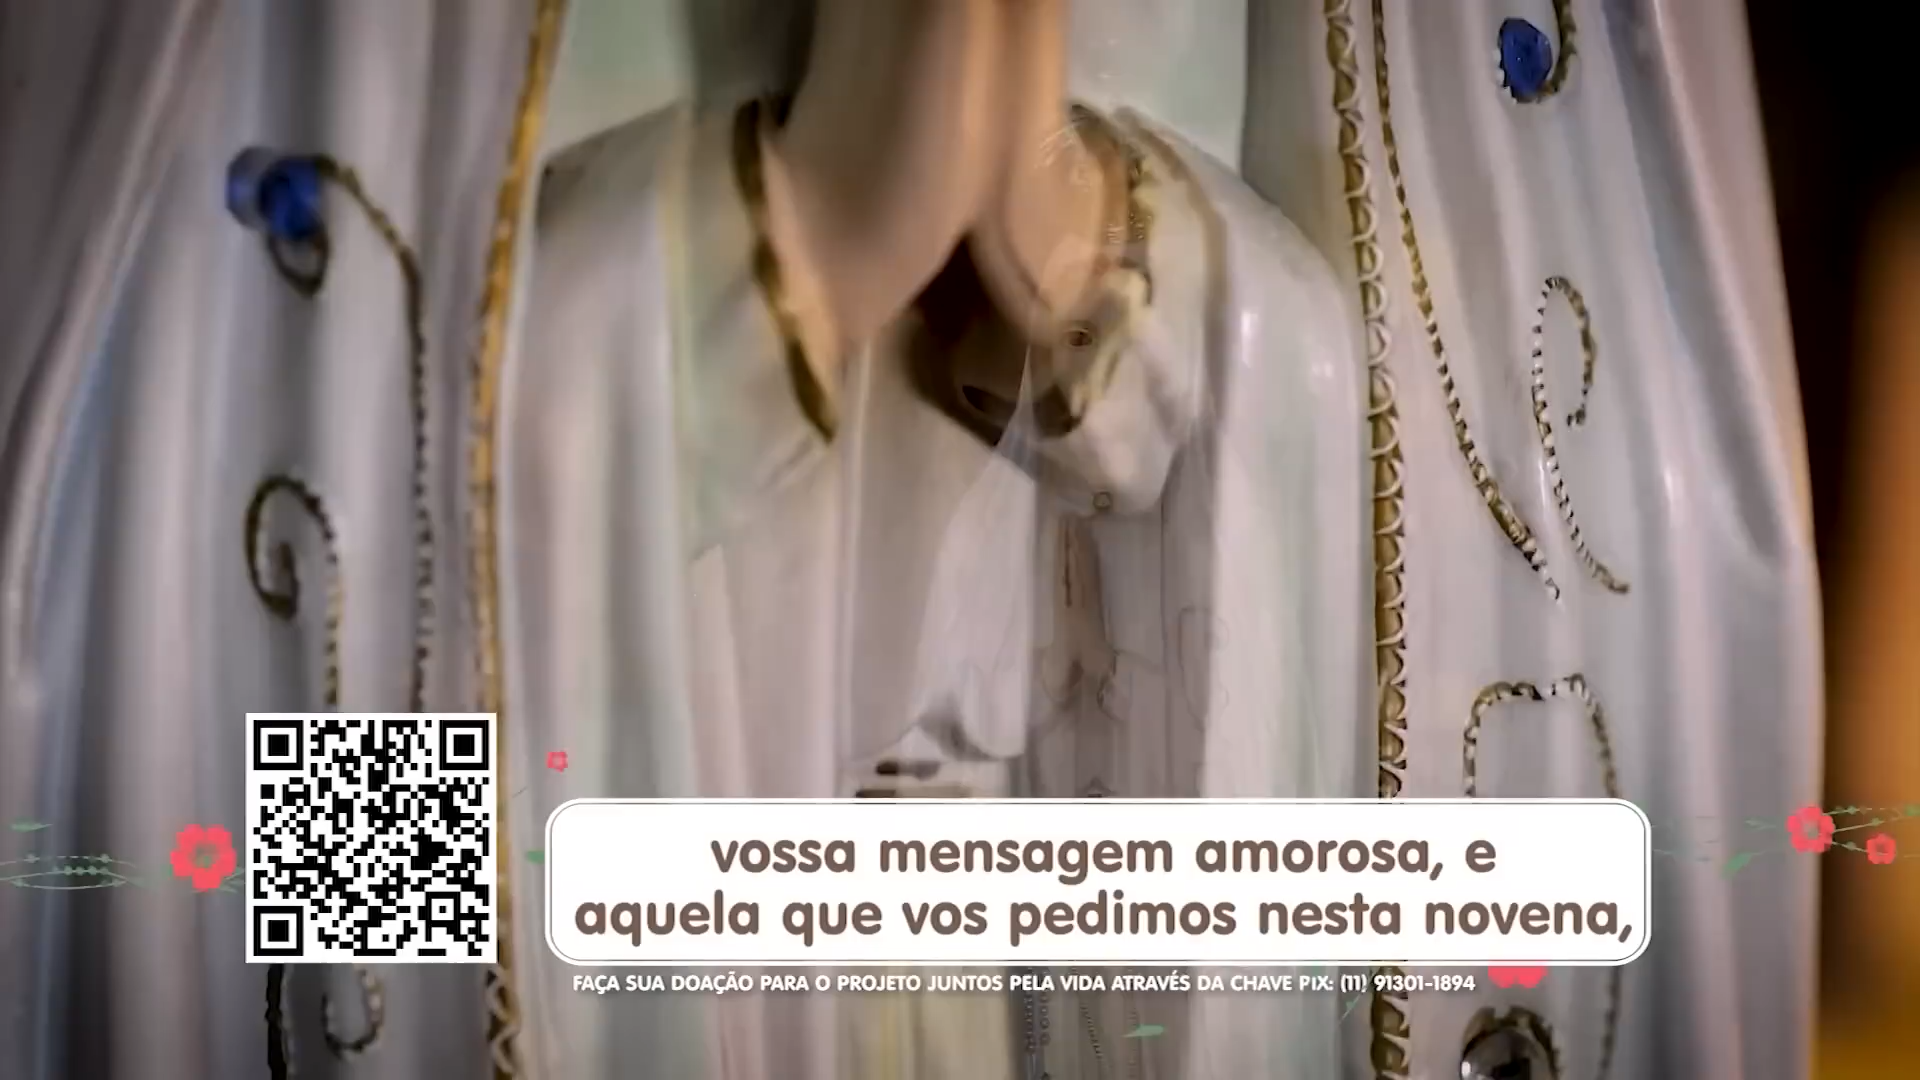 vossa mensagem amorosa, e
aquela que vos pedimos nesta novena,
FAÇA SUA DOAÇÃO PARA O PROJETO JUNTOS PELA VIDA ATRAVÉS DA CHAVE PIX: (11) 91301-1894